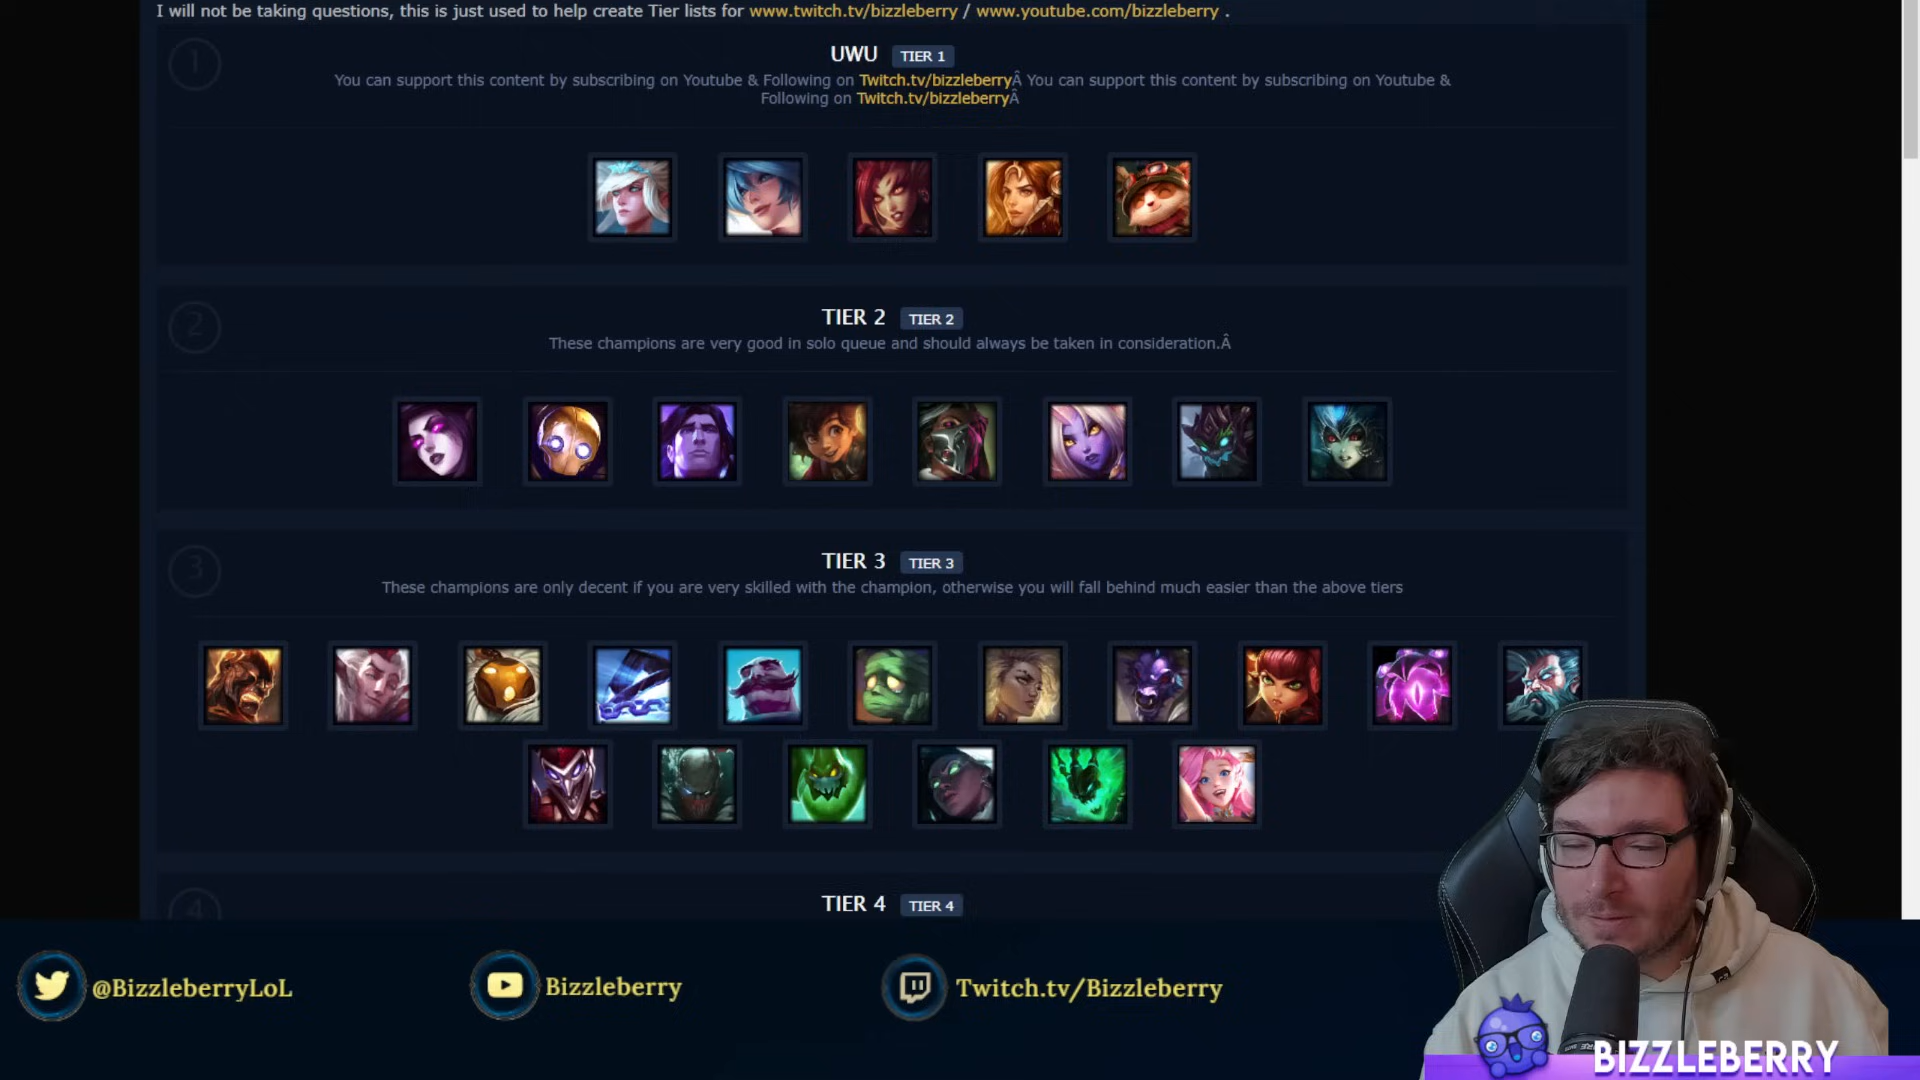 I will not be taking questions, this is just used to help create Tier lists for www.twitch.tv/bizzleberry / www.youtube.com/bizzleberry .
1
UWU TIER 1
You can support this content by subscribing on Youtube & Following on Twitch.tv/bizzleberryÂ You can support this content by subscribing on Youtube &
Following on Twitch.tv/bizzleberryÂ
2
TIER 2 TIER 2
These champions are very good in solo queue and should always be taken in consideration.Â
3
TIER 3 TIER 3
These champions are only decent if you are very skilled with the champion, otherwise you will fall behind much easier than the above tiers
4
TIER 4 TIER 4
@BizzleberryLoL
Bizzleberry
Twitch.tv/Bizzleberry
BIZZLEBERRY